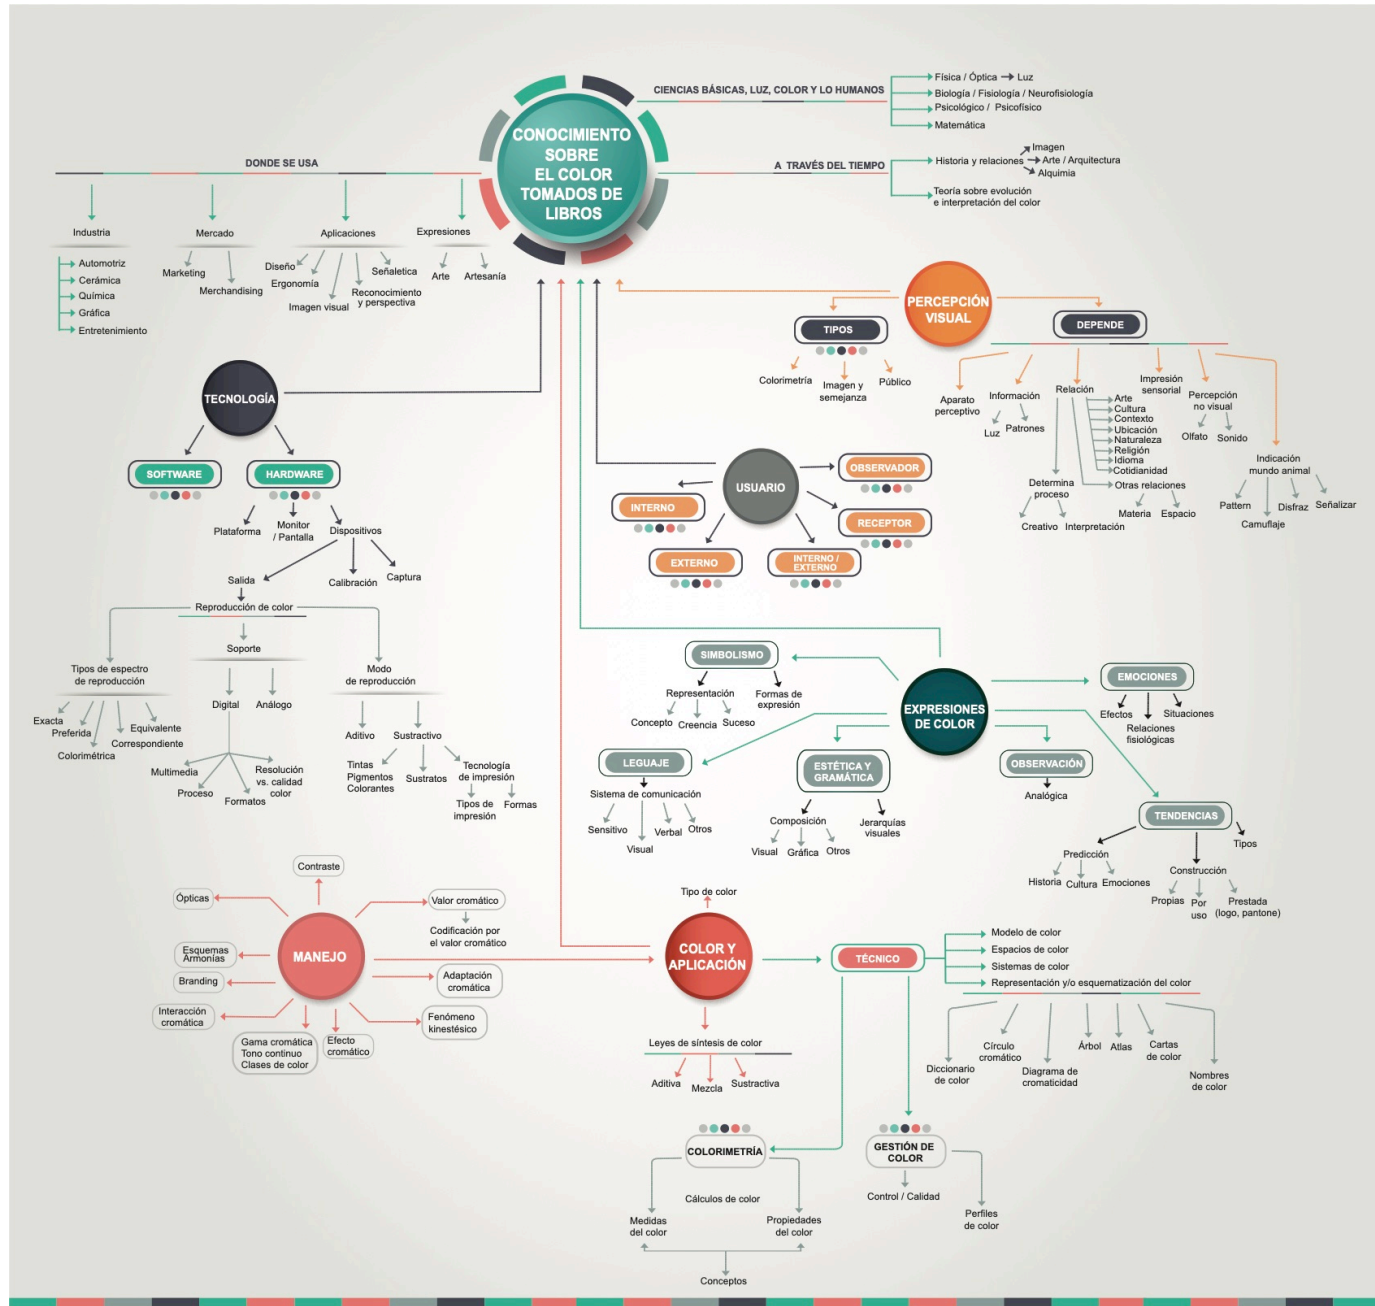 CONOCIMIENTO
SOBRE
EL COLOR
TOMADOS DE
LIBROS
CIENCIAS BÁSICAS, LUZ, COLOR Y LO HUMANOS
Física / Óptica
Luz
Biología / Fisiología / Neurofisiología
Psicológico / Psicofísico
Matemática
A TRAVÉS DEL TIEMPO
Historia y relaciones
Imagen
Arte / Arquitectura
Alquimia
Teoría sobre evolución
e interpretación del color
DONDE SE USA
Industria
Automotriz
Cerámica
Química
Gráfica
Entretenimiento
Mercado
Marketing
Merchandising
Aplicaciones
Diseño
Ergonomía
Imagen visual
Reconocimiento
y perspectiva
Señaletica
Expresiones
Arte
Artesanía
PERCEPCIÓN
VISUAL
TIPOS
Colorimetría
Imagen y
semejanza
Público
DEPENDE
Aparato
perceptivo
Información
Luz
Patrones
Relación
Arte
Cultura
Contexto
Ubicación
Naturaleza
Religión
Idioma
Cotidianidad
Otras relaciones
Materia
Espacio
Determina
proceso
Creativo
Interpretación
Impresión
sensorial
Percepción
no visual
Olfato
Sonido
Indicación
mundo animal
Pattern
Camuflaje
Disfraz
Señalizar
TECNOLOGÍA
SOFTWARE
HARDWARE
Plataforma
Monitor
/ Pantalla
Dispositivos
Salida
Calibración
Captura
Reproducción de color
Tipos de espectro
de reproducción
Exacta
Preferida
Colorimétrica
Correspondiente
Equivalente
Soporte
Digital
Análogo
Multimedia
Proceso
Formatos
Resolución
vs. calidad
color
Modo
de reproducción
Aditivo
Sustractivo
Tintas
Pigmentos
Colorantes
Sustratos
Tecnología
de impresión
Tipos de
impresión
Formas
USUARIO
OBSERVADOR
RECEPTOR
INTERNO /
EXTERNO
EXTERNO
INTERNO
EXPRESIONES
DE COLOR
SIMBOLISMO
Representación
Formas de
expresión
Concepto
Creencia
Suceso
LEGUAJE
Sistema de comunicación
Sensitivo
Visual
Verbal
Otros
ESTÉTICA Y
GRAMÁTICA
Composición
Jerarquías
visuales
Visual
Gráfica
Otros
OBSERVACIÓN
Analógica
EMOCIONES
Efectos
Relaciones
fisiológicas
Situaciones
TENDENCIAS
Predicción
Historia
Cultura
Emociones
Construcción
Propias
Por
uso
Prestada
(logo, pantone)
Tipos
MANEJO
Contraste
Ópticas
Esquemas
Armonías
Branding
Interacción
cromática
Gama cromática
Tono continuo
Clases de color
Efecto
cromático
Fenómeno
kinestésico
Adaptación
cromática
Valor cromático
Codificación por
el valor cromático
COLOR Y
APLICACIÓN
Tipo de color
Leyes de síntesis de color
Aditiva
Mezcla
Sustractiva
TÉCNICO
Modelo de color
Espacios de color
Sistemas de color
Representación y/o esquematización del color
Diccionario
de color
Círculo
cromático
Diagrama de
cromaticidad
Árbol
Atlas
Cartas
de color
Nombres
de color
COLORIMETRÍA
Cálculos de color
Medidas
del color
Propiedades
del color
Conceptos
GESTIÓN DE
COLOR
Control / Calidad
Perfiles
de color